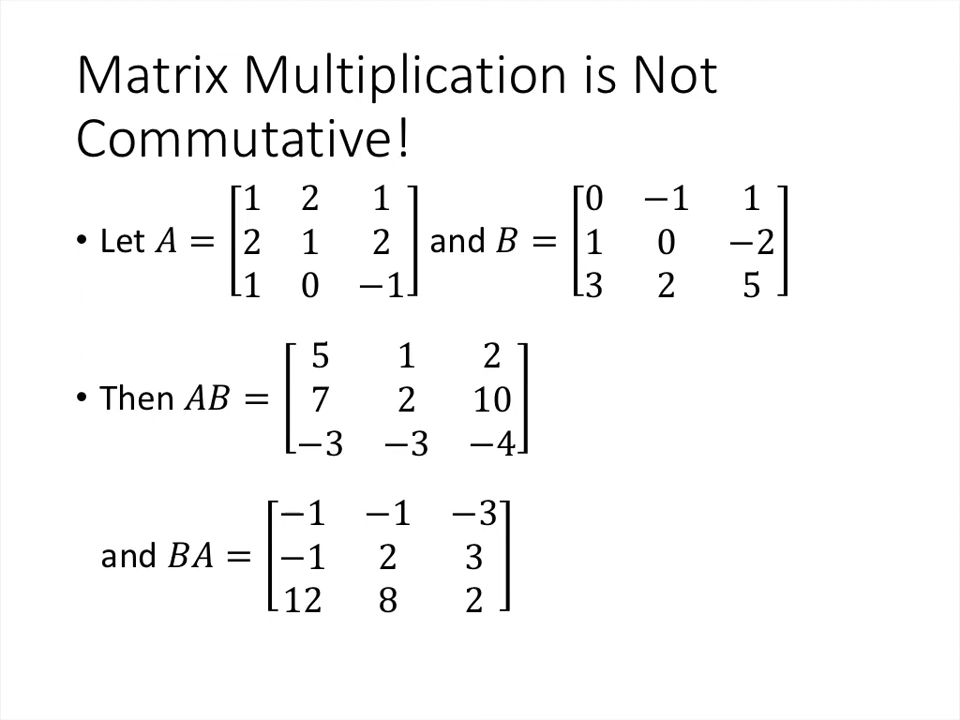 Matrix Multiplication is Not
Commutative!
• Let A = [1 2 1; 2 1 2; 1 0 −1] and B = [0 −1 1; 1 0 −2; 3 2 5]
• Then AB = [5 1 2; 7 2 10; −3 −3 −4]
and BA = [−1 −1 −3; −1 2 3; 12 8 2]